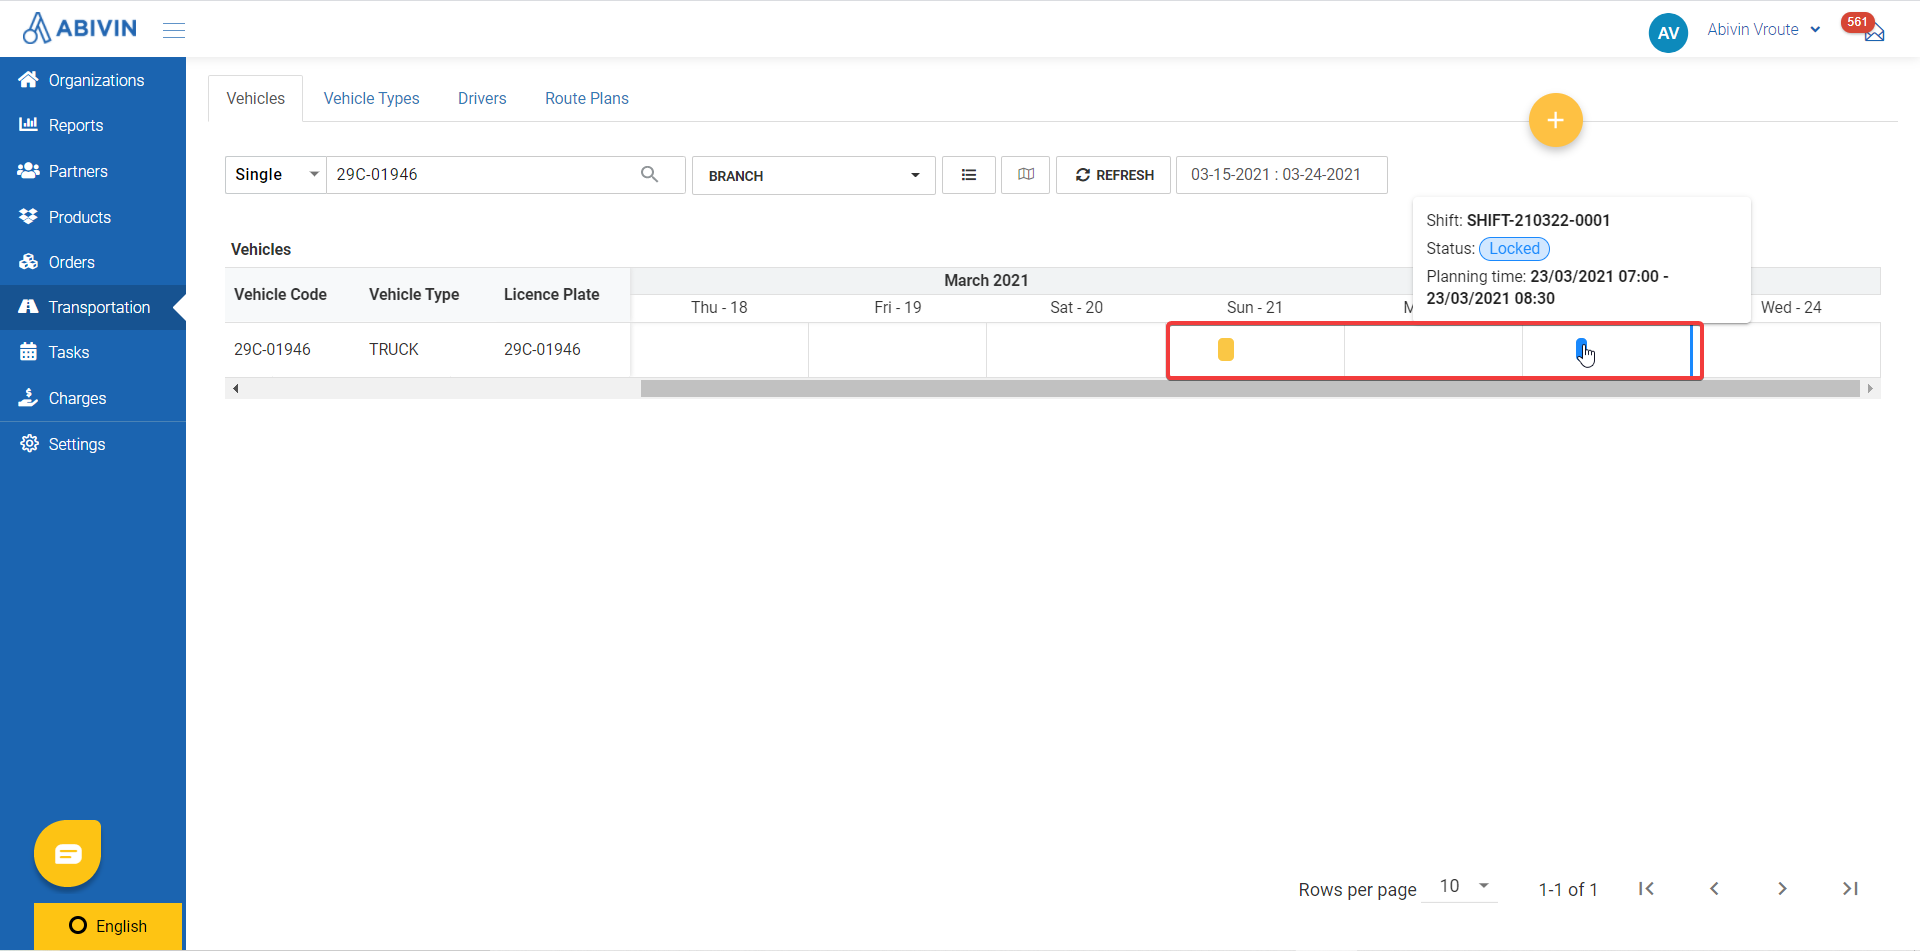 ABIVIN
AV
Abivin Vroute
561
Organizations
Reports
Partners
Products
Orders
Transportation
Tasks
Charges
Settings
English
Vehicles
Vehicle Types
Drivers
Route Plans
+
Single
29C-01946
BRANCH
REFRESH
03-15-2021 : 03-24-2021
Shift: SHIFT-210322-0001
Status: Locked
Planning time: 23/03/2021 07:00 -
23/03/2021 08:30
Vehicles
Vehicle Code
Vehicle Type
Licence Plate
March 2021
Thu - 18
Fri - 19
Sat - 20
Sun - 21
Wed - 24
29C-01946
TRUCK
29C-01946
Rows per page
10
1-1 of 1